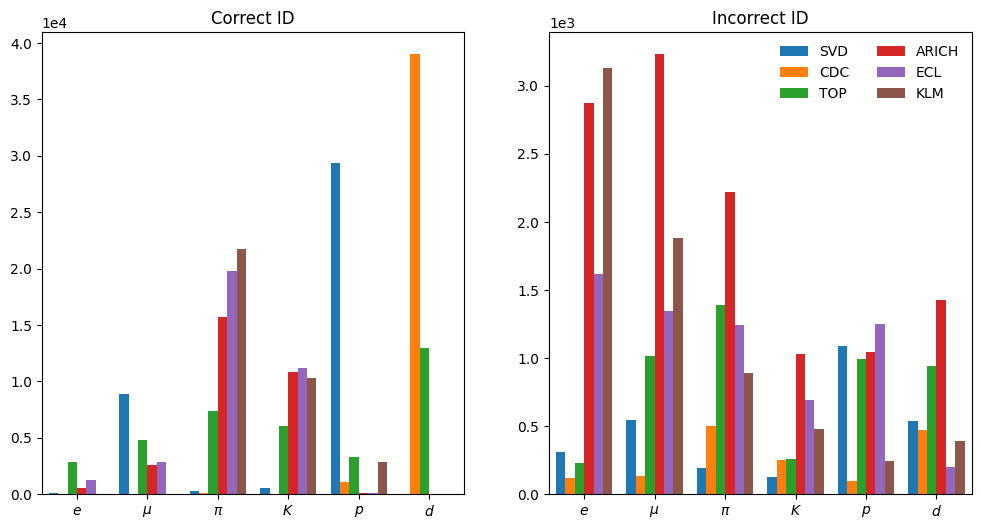 Correct ID
1e4
4.0
3.5
3.0
2.5
2.0
1.5
1.0
0.5
0.0
e μ π K p d
Incorrect ID
1e3
3.0
2.5
2.0
1.5
1.0
0.5
0.0
e μ π K p d
SVD
CDC
TOP
ARICH
ECL
KLM